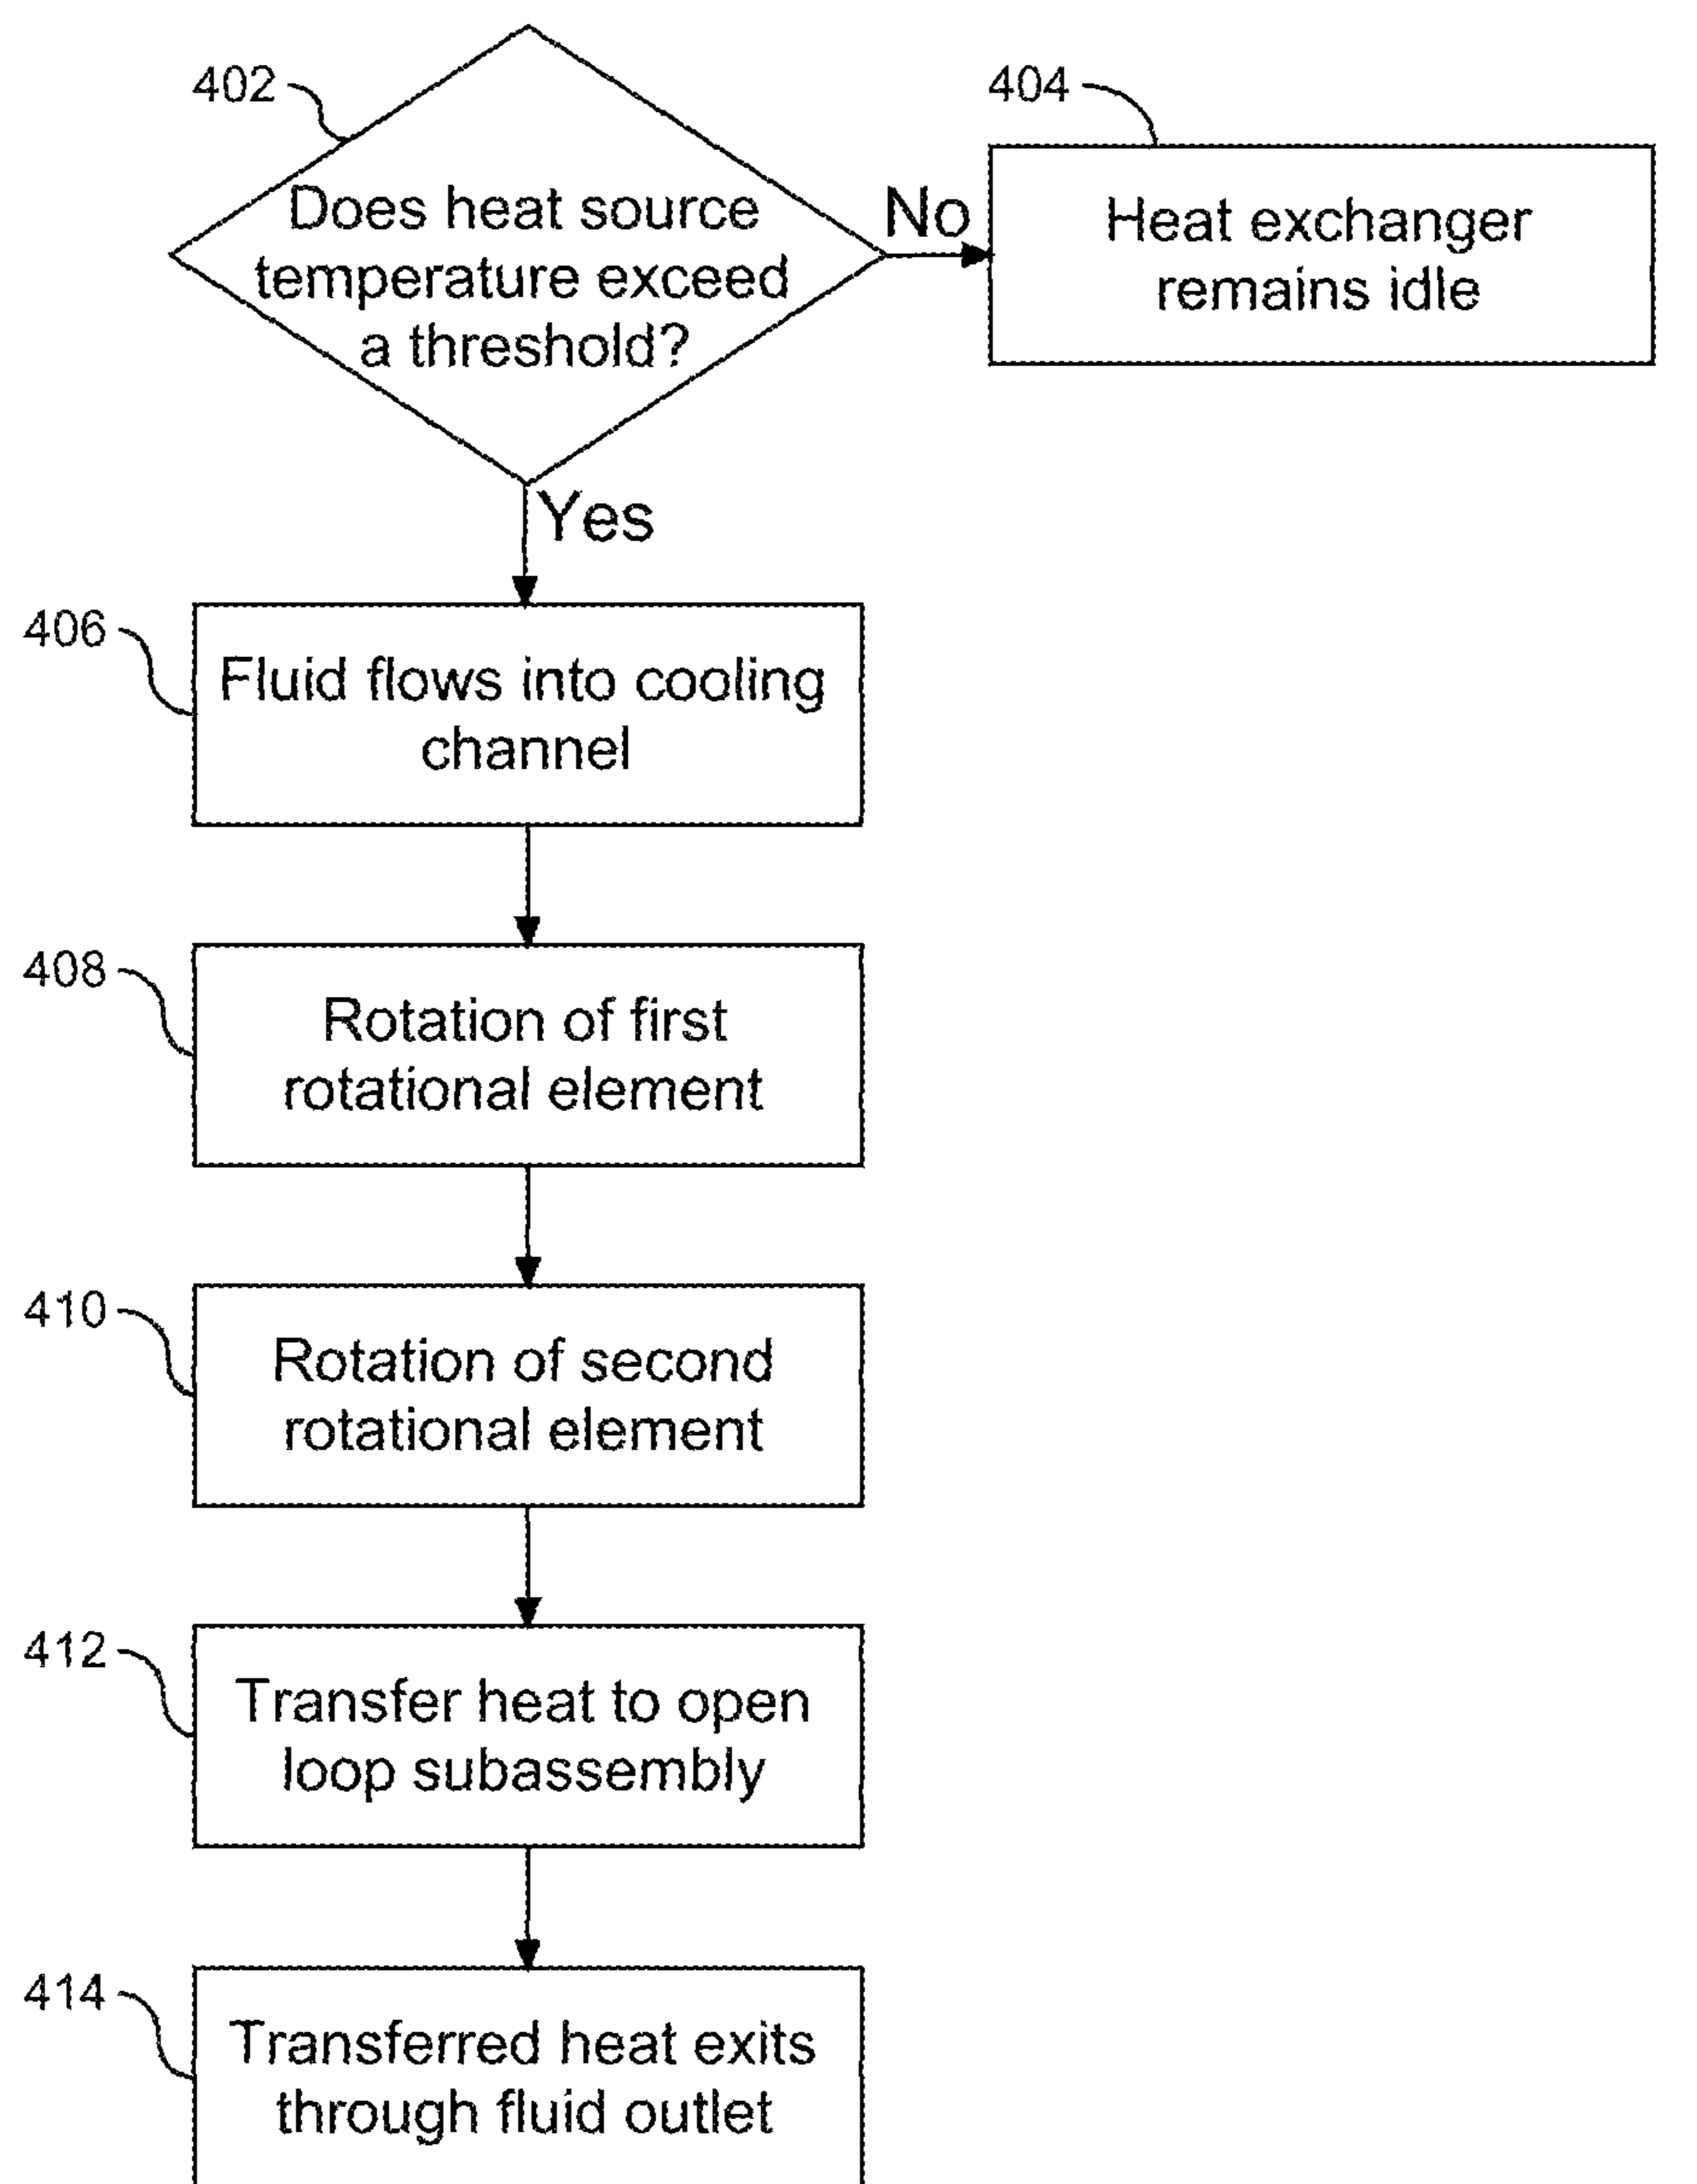 402
Does heat source
temperature exceed
a threshold?
No
404
Heat exchanger
remains idle
Yes
406
Fluid flows into cooling
channel
408
Rotation of first
rotational element
410
Rotation of second
rotational element
412
Transfer heat to open
loop subassembly
414
Transferred heat exits
through fluid outlet